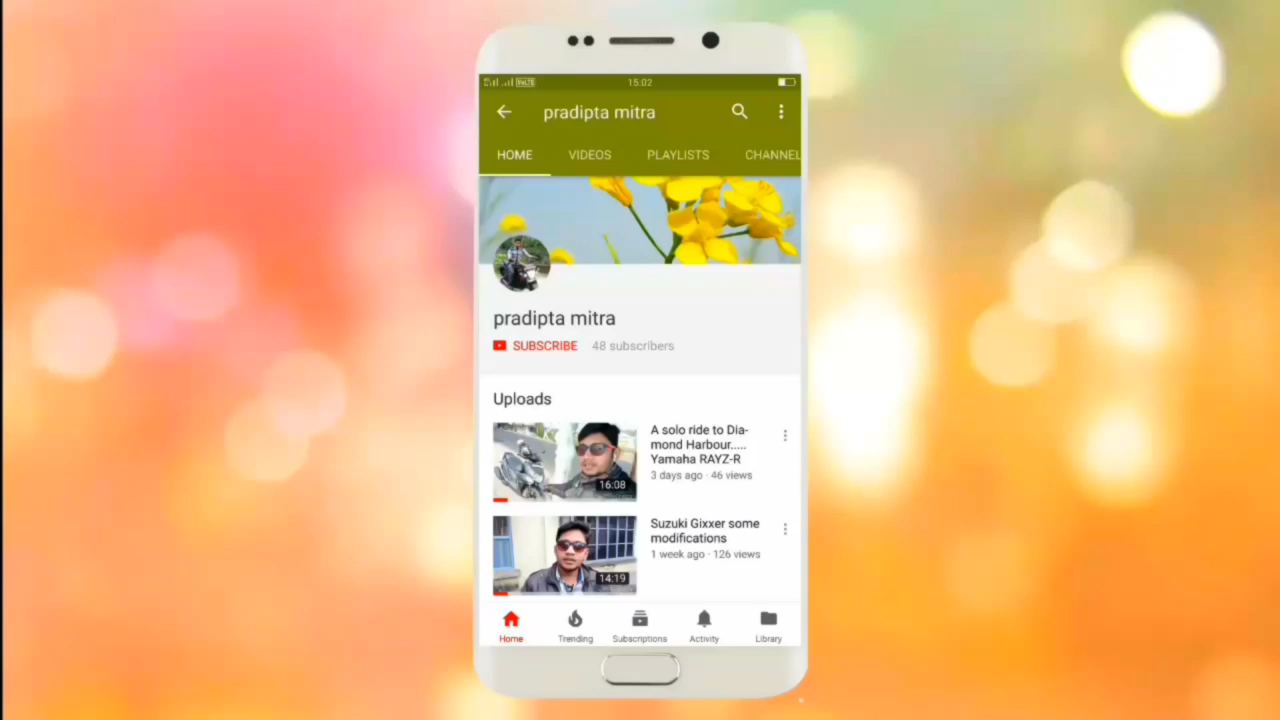 VoLTE
15:02
pradipta mitra
HOME VIDEOS PLAYLISTS CHANNEL
pradipta mitra
SUBSCRIBE 48 subscribers
Uploads
A solo ride to Dia-
mond Harbour.....
Yamaha RAYZ-R
3 days ago · 46 views
16:08
Suzuki Gixxer some
modifications
1 week ago · 126 views
14:19
Home Trending Subscriptions Activity Library